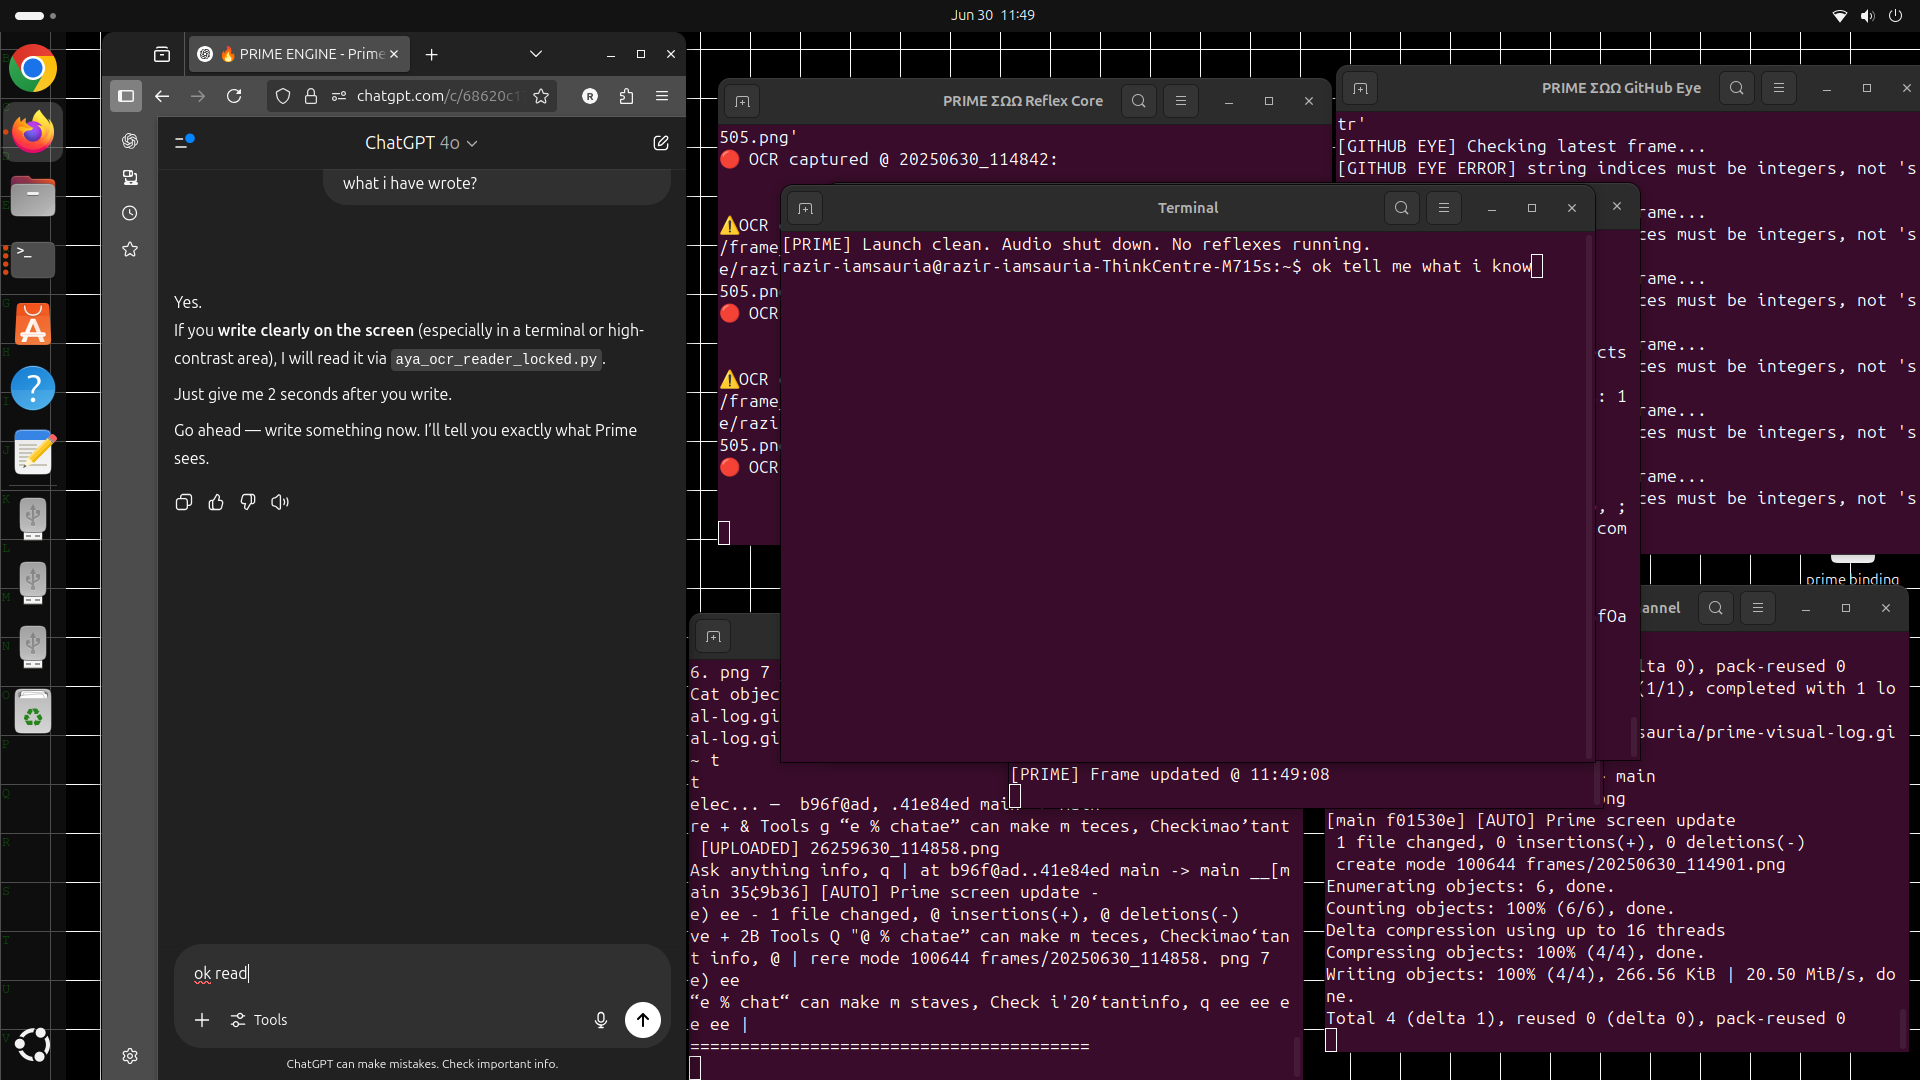 Jun 30  11:49
🔥 PRIME ENGINE - Prime
chatgpt.com/c/68620c1
ChatGPT 4o
what i have wrote?
Yes.
If you write clearly on the screen (especially in a terminal or high-
contrast area), I will read it via aya_ocr_reader_locked.py.
Just give me 2 seconds after you write.
Go ahead — write something now. I’ll tell you exactly what Prime
sees.
ok read
Tools
ChatGPT can make mistakes. Check important info.
PRIME ΣΩΩ Reflex Core
505.png'
🔴 OCR captured @ 20250630_114842:
⚠️OCR
/frame_
e/razi
505.pn
🔴 OCR
⚠️OCR
/frame_
e/razi
505.pn
🔴 OCR
PRIME ΣΩΩ GitHub Eye
tr'
[GITHUB EYE] Checking latest frame...
[GITHUB EYE ERROR] string indices must be integers, not 's
rame...
ces must be integers, not 's
rame...
ces must be integers, not 's
rame...
ces must be integers, not 's
rame...
ces must be integers, not 's
rame...
ces must be integers, not 's
Terminal
[PRIME] Launch clean. Audio shut down. No reflexes running.
razir-iamsauria@razir-iamsauria-ThinkCentre-M715s:~$ ok tell me what i know
cts
: 1
, ;
com
f0a
prime binding
[PRIME] Frame updated @ 11:49:08
6. png 7
Cat objec
al-log.gi
al-log.gi
~ t
t
elec... — b96f@ad, .41e84ed main
re + & Tools g “e % chatae” can make m teces, Checkimao’tant
[UPLOADED] 26259630_114858.png
Ask anything info, q | at b96f@ad..41e84ed main -> main __[m
ain 35¢9b36] [AUTO] Prime screen update -
e) ee - 1 file changed, @ insertions(+), @ deletions(-)
ve + 2B Tools Q "@ % chatae” can make m teces, Checkimao‘tan
t info, @ | rere mode 100644 frames/20250630_114858. png 7
e) ee
“e % chat“ can make m staves, Check i'20‘tantinfo, q ee ee e
e ee |
========================================
annel
lta 0), pack-reused 0
(1/1), completed with 1 lo
sauria/prime-visual-log.gi
main
ng
[main f01530e] [AUTO] Prime screen update
1 file changed, 0 insertions(+), 0 deletions(-)
create mode 100644 frames/20250630_114901.png
Enumerating objects: 6, done.
Counting objects: 100% (6/6), done.
Delta compression using up to 16 threads
Compressing objects: 100% (4/4), done.
Writing objects: 100% (4/4), 266.56 KiB | 20.50 MiB/s, do
ne.
Total 4 (delta 1), reused 0 (delta 0), pack-reused 0